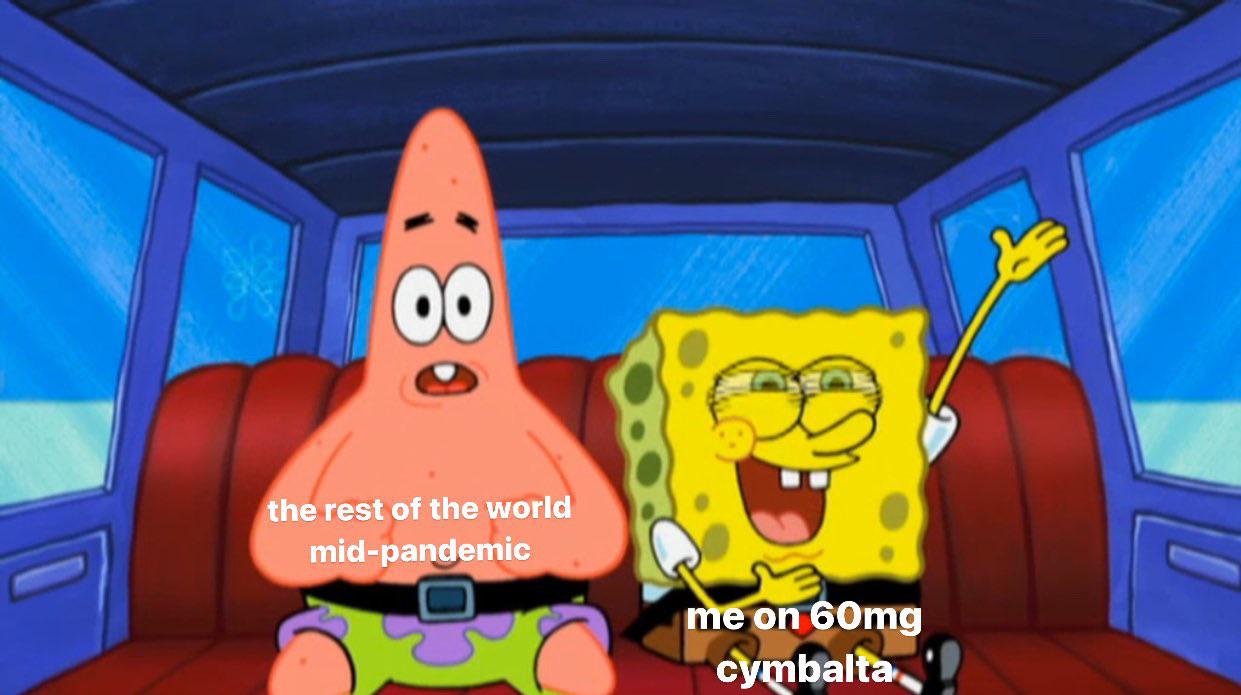 the rest of the world
mid-pandemic
me on 60mg
cymbalta